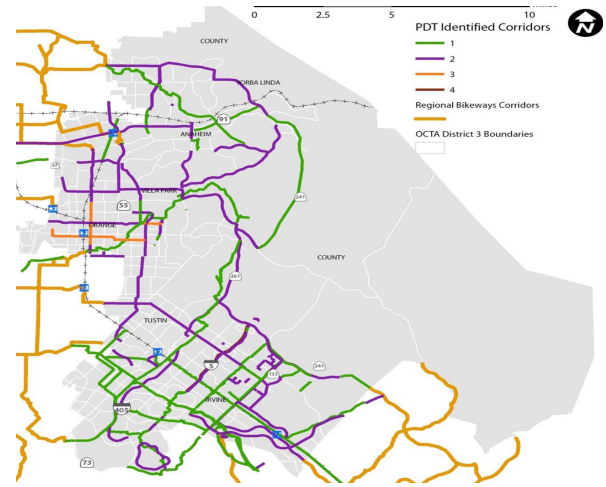 0
2.5
5
10
N
PDT Identified Corridors
1
2
3
4
Regional Bikeways Corridors
OCTA District 3 Boundaries
COUNTY
YORBA LINDA
91
ANAHEIM
57
VILLA PARK
55
241
ORANGE
COUNTY
261
TUSTIN
5
241
133
IRVINE
405
73